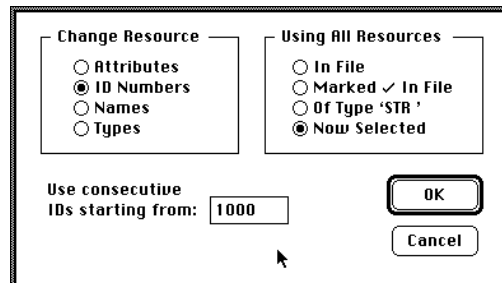 Change Resource
Attributes
ID Numbers
Names
Types
Using All Resources
In File
Marked ✓ In File
Of Type ‘STR ’
Now Selected
Use consecutive
IDs starting from: 1000
OK
Cancel